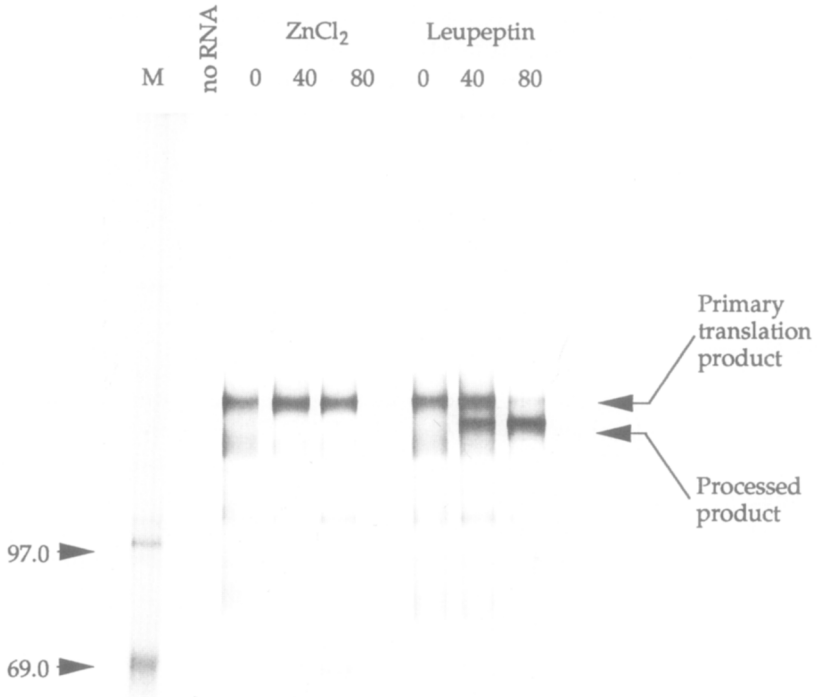 ZnCl₂ Leupeptin
M no RNA 0 40 80 0 40 80
Primary
translation
product
Processed
product
97.0
69.0